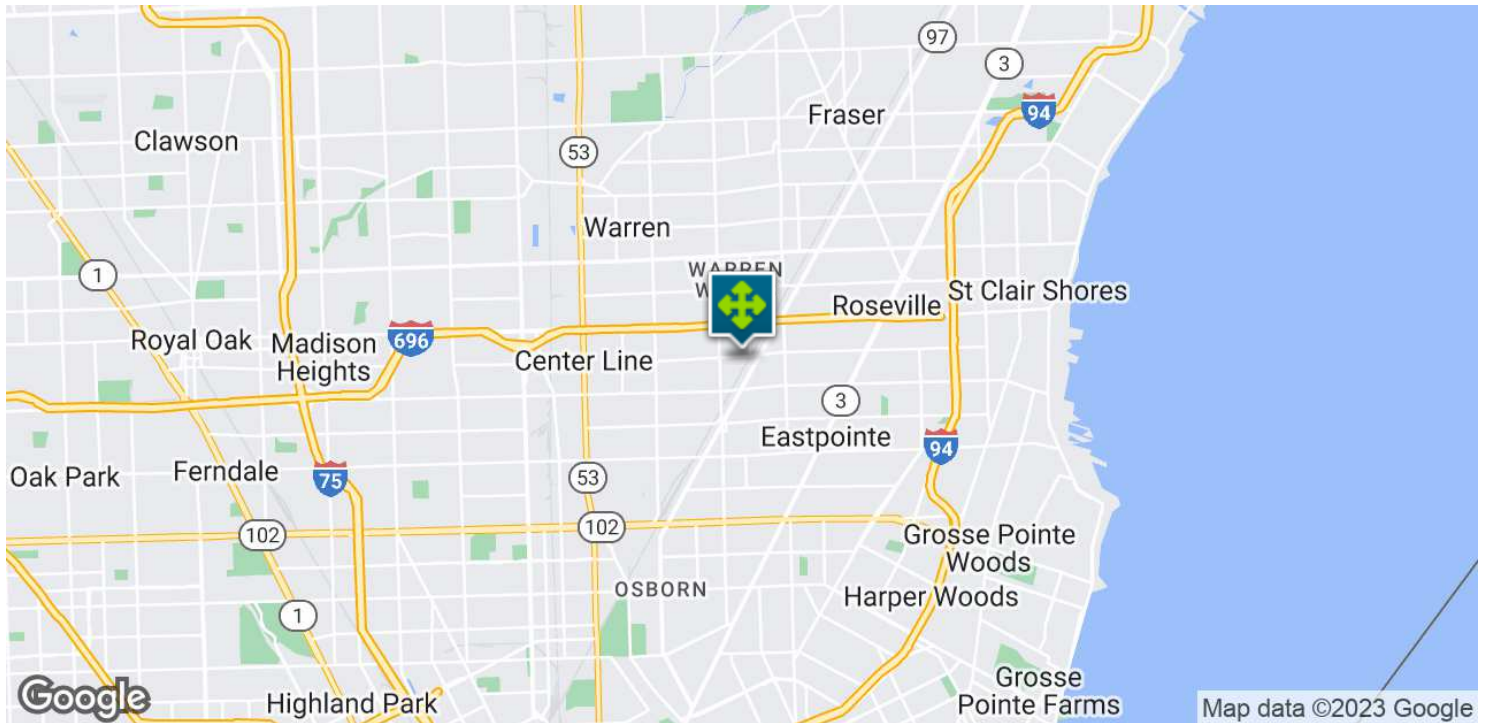 97
3
Fraser
94
Clawson
53
Warren
WARREN
1
St Clair Shores
Roseville
Royal Oak
Madison
Heights
696
Center Line
3
Eastpointe
94
Oak Park
Ferndale
75
53
102
102
Grosse Pointe
Woods
OSBORN
Harper Woods
1
Grosse
Pointe Farms
Highland Park
Google
Map data ©2023 Google